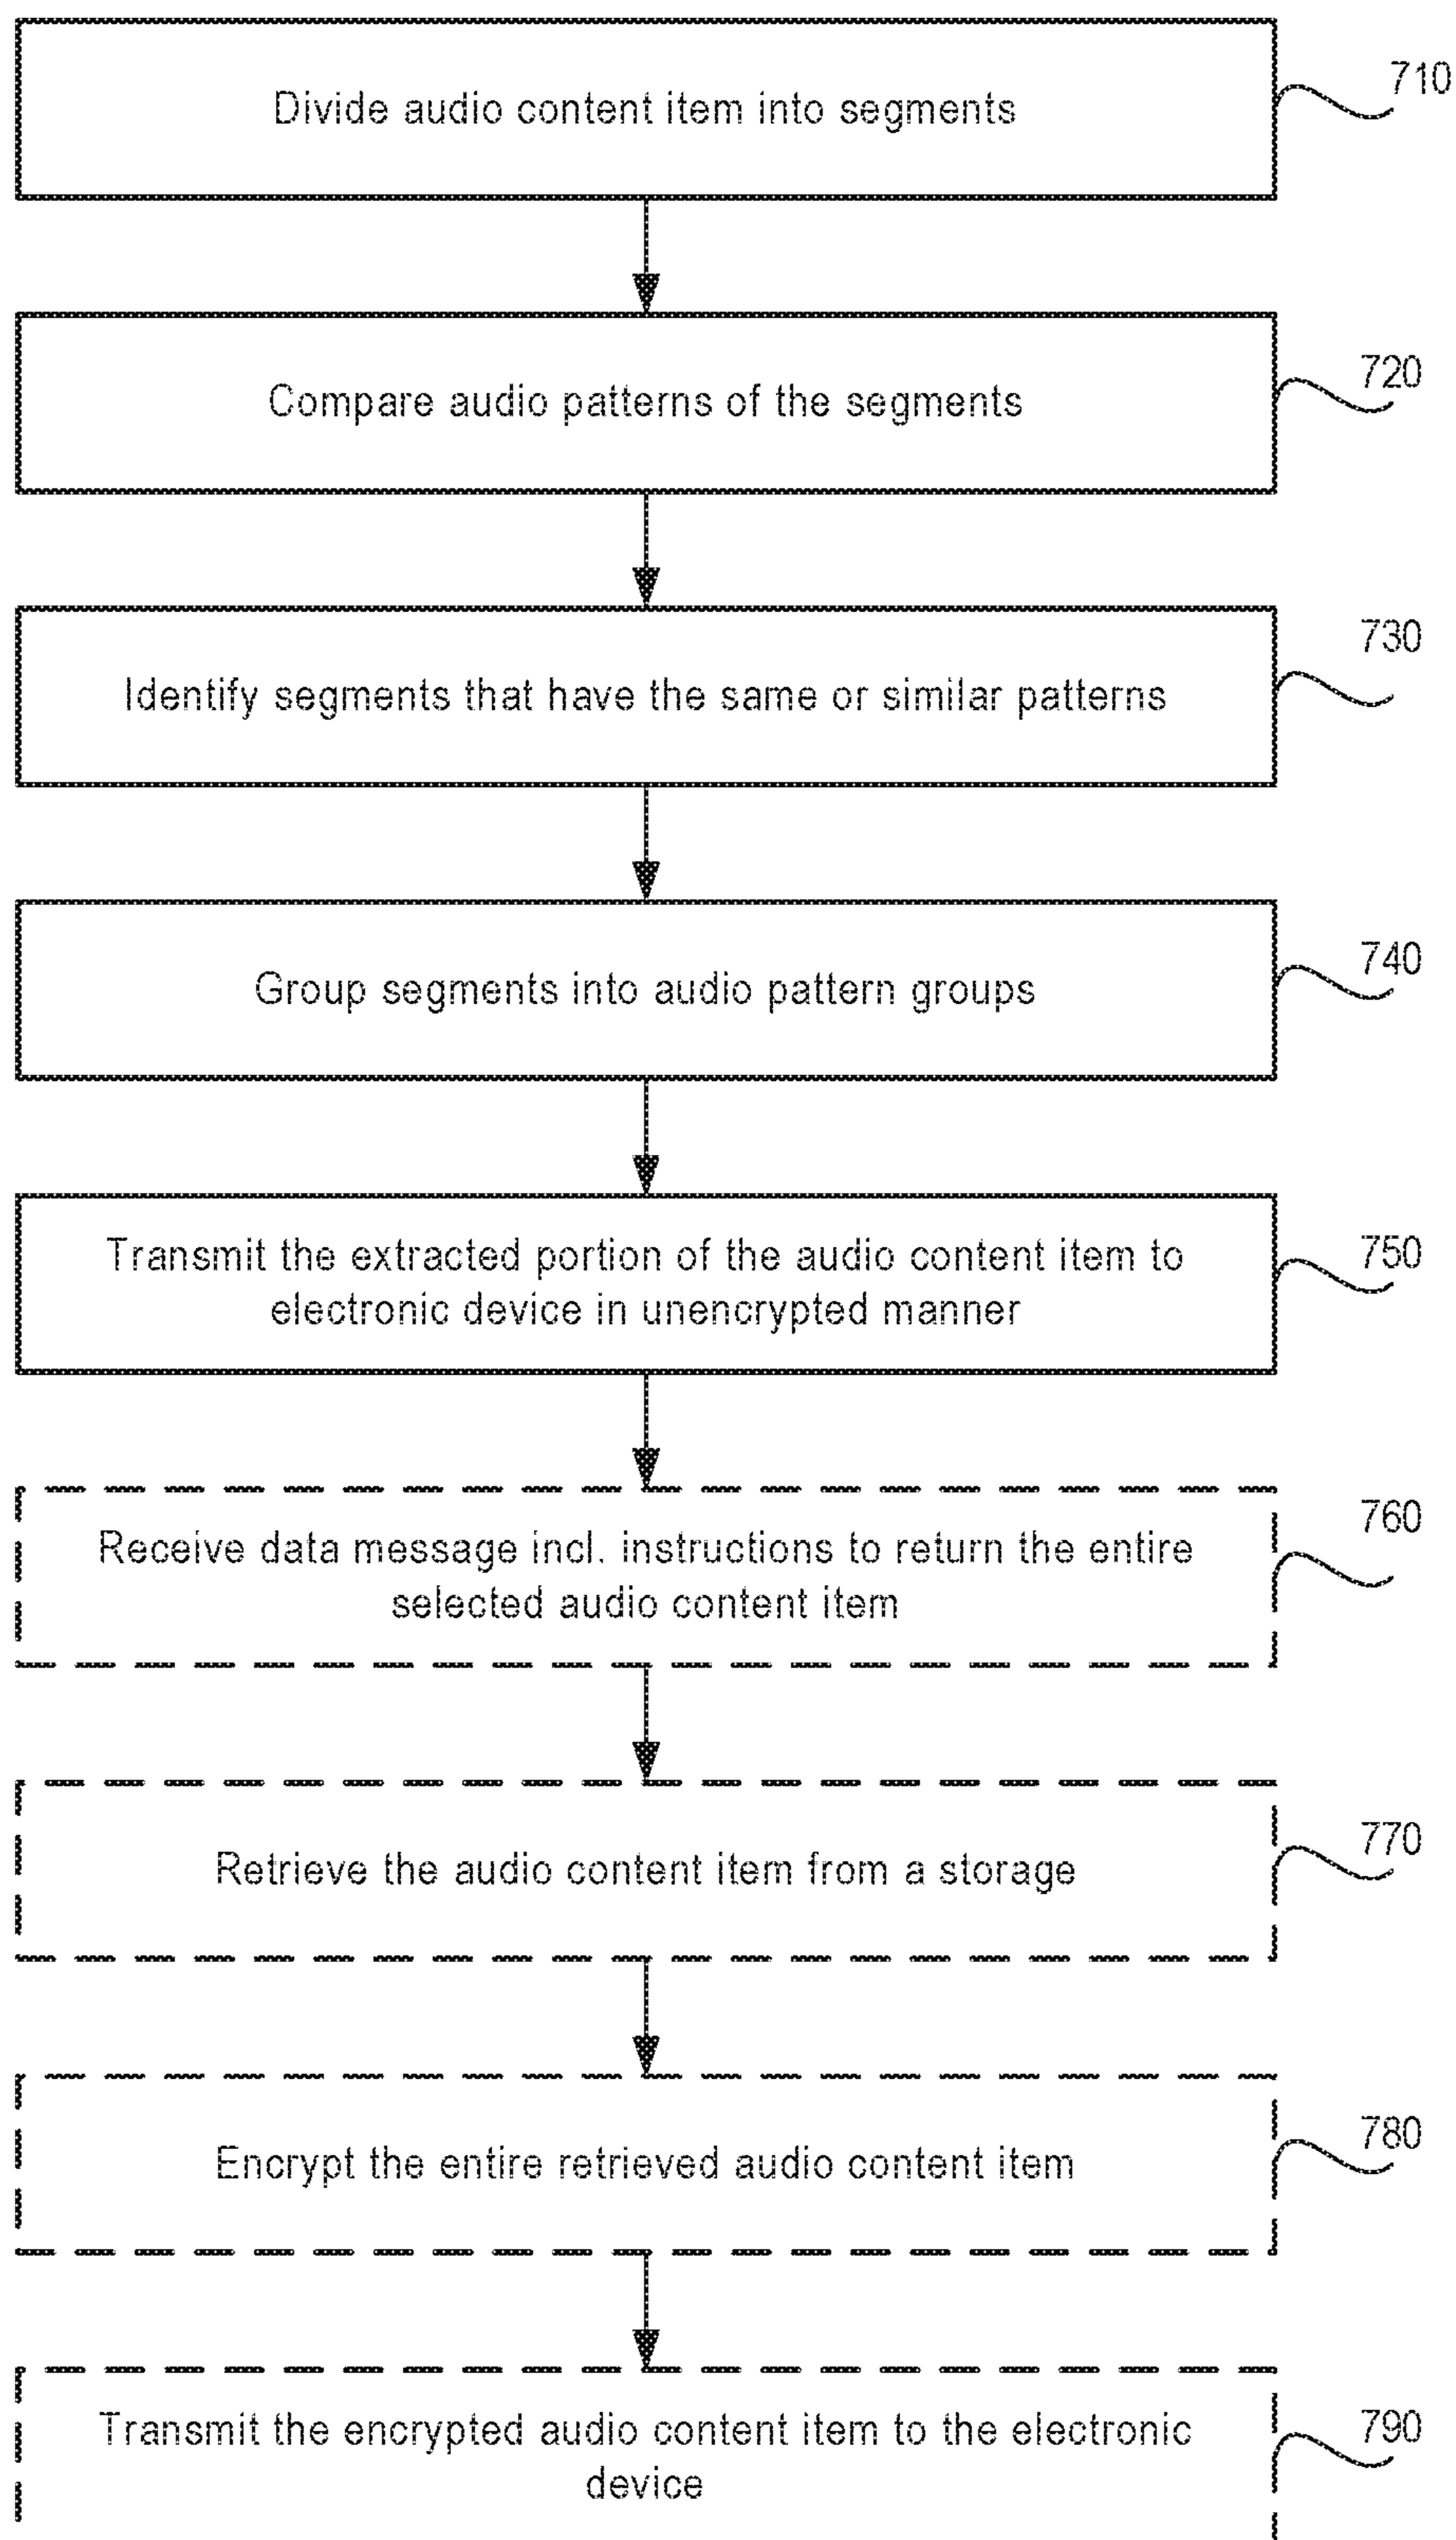 Divide audio content item into segments
710
Compare audio patterns of the segments
720
Identify segments that have the same or similar patterns
730
Group segments into audio pattern groups
740
Transmit the extracted portion of the audio content item to
electronic device in unencrypted manner
750
Receive data message incl. instructions to return the entire
selected audio content item
760
Retrieve the audio content item from a storage
770
Encrypt the entire retrieved audio content item
780
Transmit the encrypted audio content item to the electronic
device
790